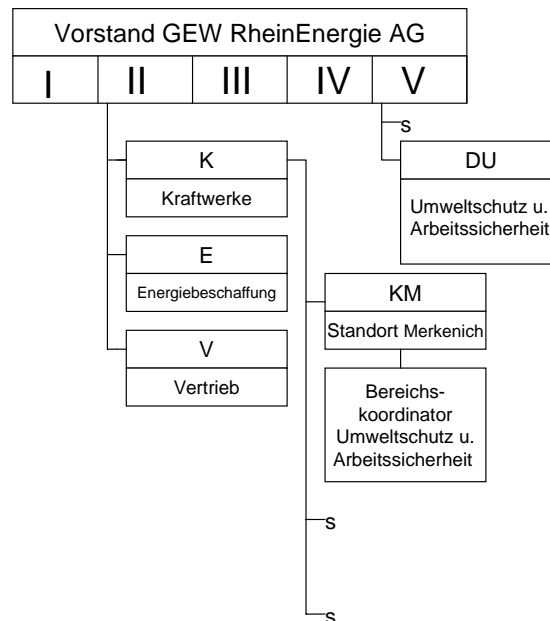 Vorstand GEW RheinEnergie AG
I II III IV V
s
K
Kraftwerke
DU
Umweltschutz u.
Arbeitssicherheit
E
Energiebeschaffung
KM
Standort Merkenich
V
Vertrieb
Bereichs-
koordinator
Umweltschutz u.
Arbeitssicherheit
s
s